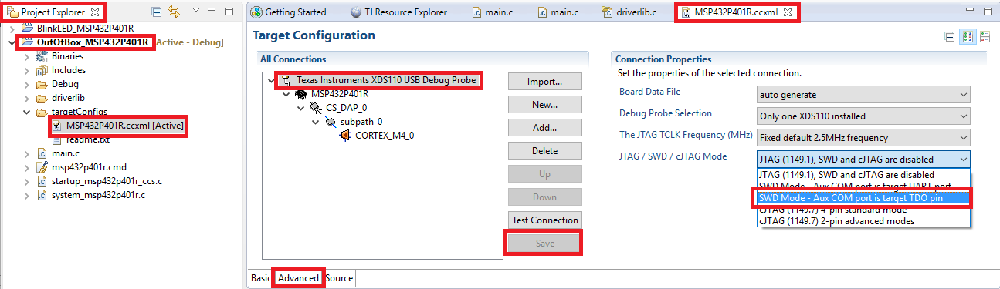 Project Explorer
BlinkLED_MSP432P401R
OutOfBox_MSP432P401R [Active - Debug]
Binaries
Includes
Debug
driverlib
targetConfigs
MSP432P401R.ccxml [Active]
readme.txt
main.c
msp432p401r.cmd
startup_msp432p401r_ccs.c
system_msp432p401r.c
Getting Started
TI Resource Explorer
main.c
main.c
driverlib.c
MSP432P401R.ccxml
Target Configuration
All Connections
Texas Instruments XDS110 USB Debug Probe
MSP432P401R
CS_DAP_0
subpath_0
CORTEX_M4_0
Import...
New...
Add...
Delete
Up
Down
Test Connection
Save
Connection Properties
Set the properties of the selected connection.
Board Data File
auto generate
Debug Probe Selection
Only one XDS110 installed
The JTAG TCLK Frequency (MHz)
Fixed default 2.5MHz frequency
JTAG / SWD / cJTAG Mode
JTAG (1149.1), SWD and cJTAG are disabled
JTAG (1149.1), SWD and cJTAG are disabled
SWD Mode - Aux COM port is target UART port
SWD Mode - Aux COM port is target TDO pin
cJTAG (1149.7) 4-pin standard mode
cJTAG (1149.7) 2-pin advanced modes
Basic
Advanced
Source